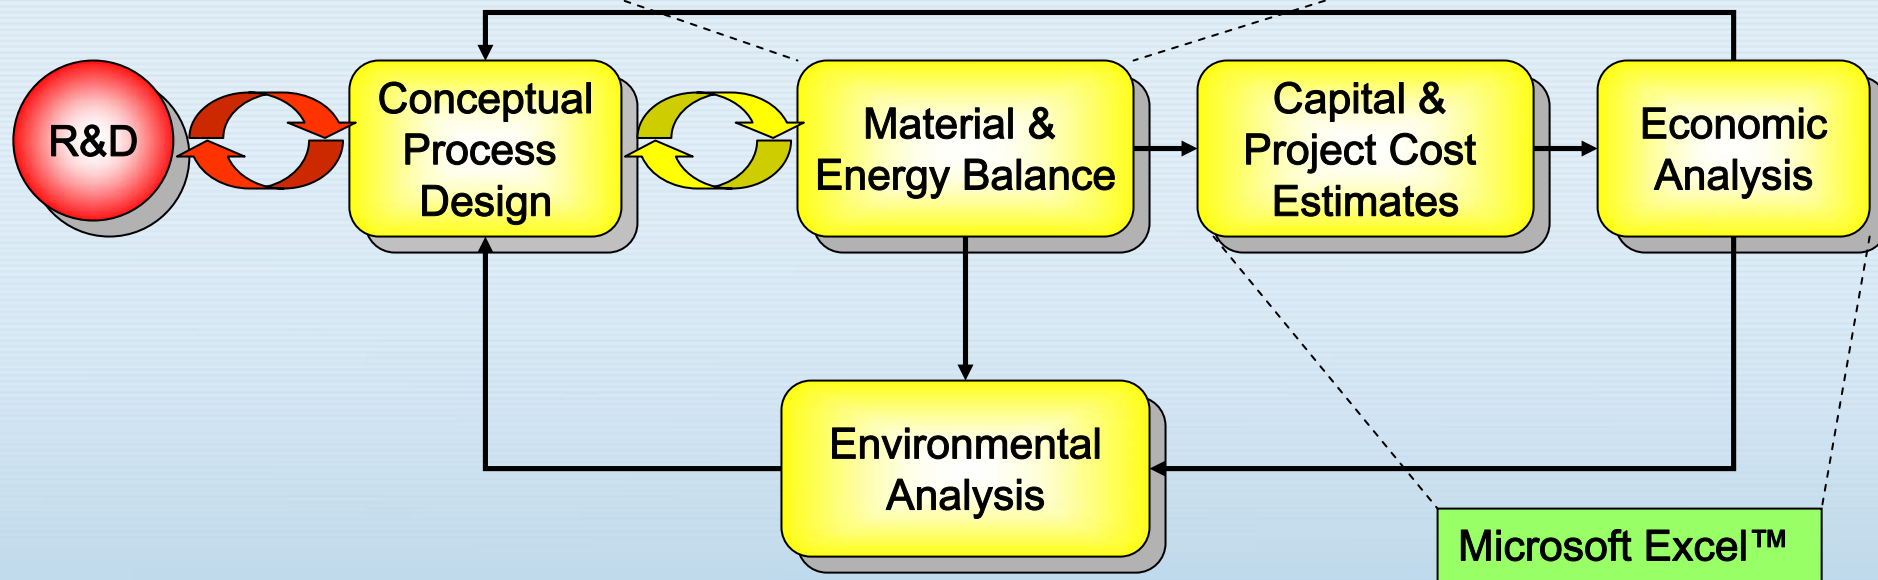 R&D
Conceptual
Process
Design
Material &
Energy Balance
Capital &
Project Cost
Estimates
Economic
Analysis
Environmental
Analysis
Microsoft Excel™